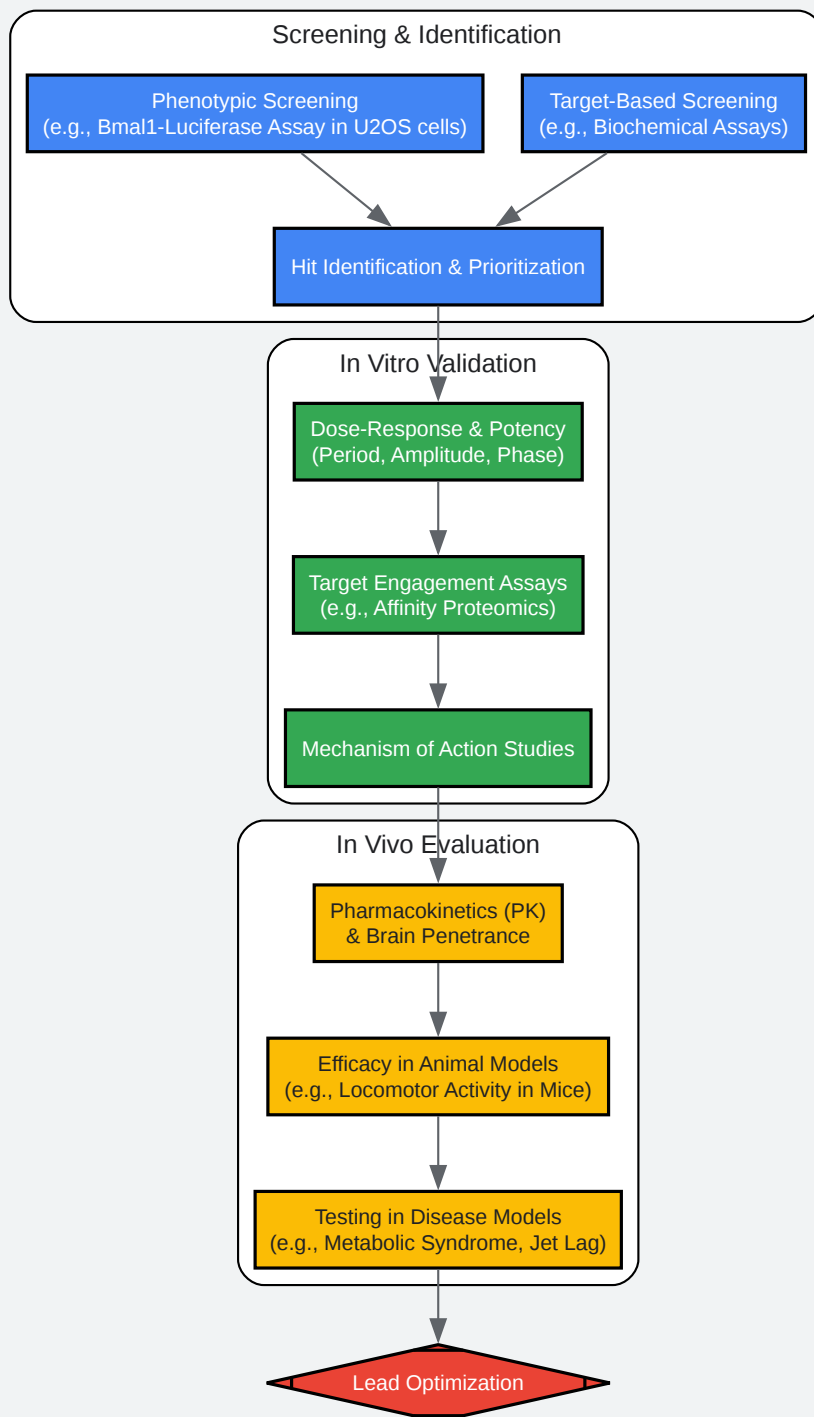 Screening & Identification
Phenotypic Screening
(e.g., Bmal1-Luciferase Assay in U2OS cells)
Target-Based Screening
(e.g., Biochemical Assays)
Hit Identification & Prioritization
In Vitro Validation
Dose-Response & Potency
(Period, Amplitude, Phase)
Target Engagement Assays
(e.g., Affinity Proteomics)
Mechanism of Action Studies
In Vivo Evaluation
Pharmacokinetics (PK)
& Brain Penetrance
Efficacy in Animal Models
(e.g., Locomotor Activity in Mice)
Testing in Disease Models
(e.g., Metabolic Syndrome, Jet Lag)
Lead Optimization